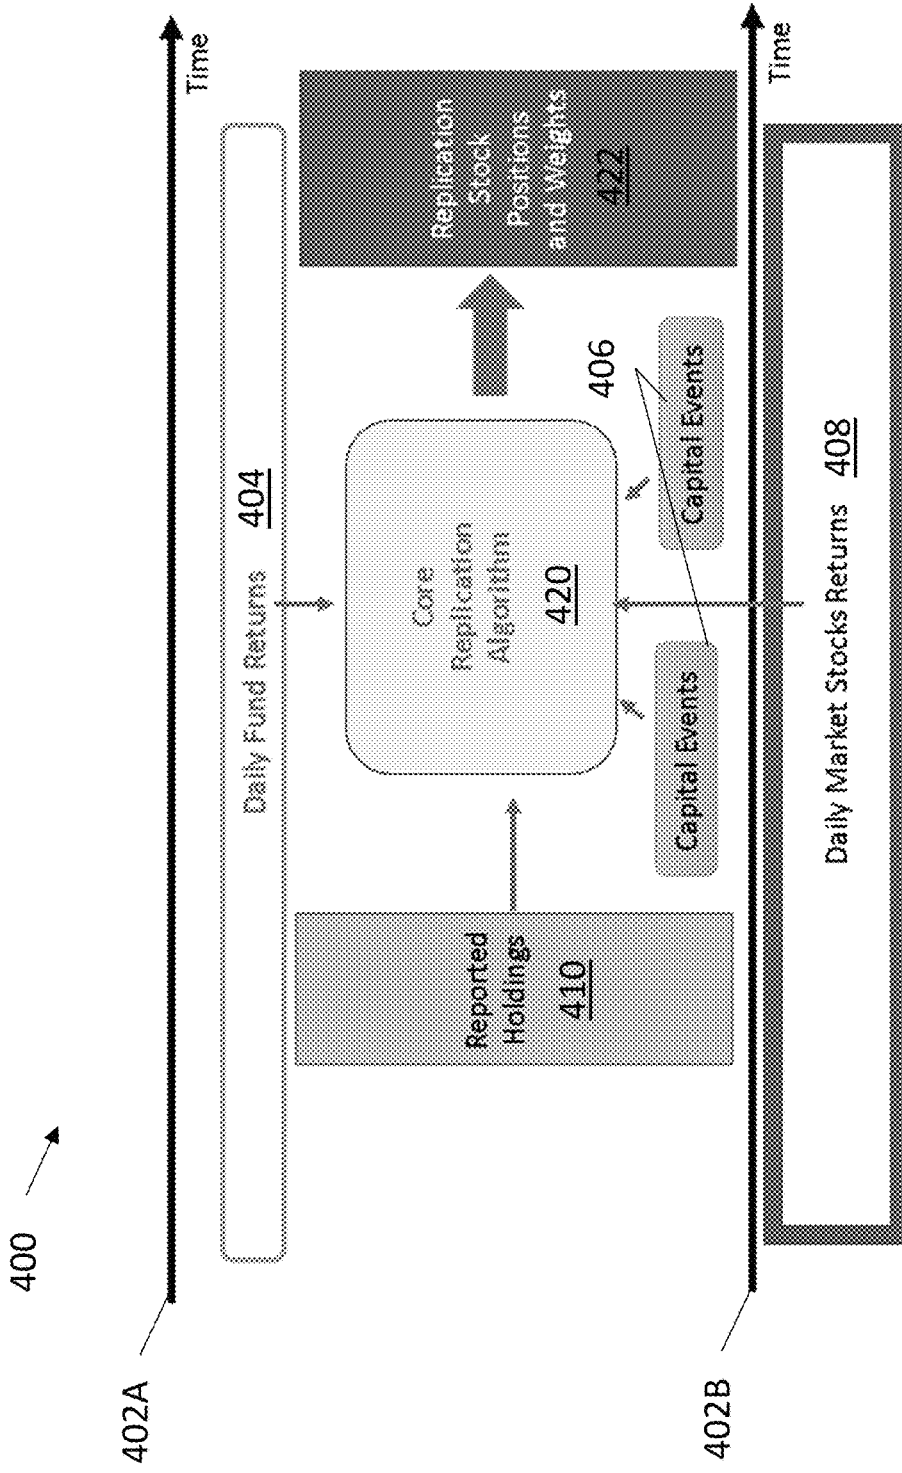 400
402A
Time
Daily Fund Returns 404
Reported
Holdings
410
Core
Replication
Algorithm
420
Replication
Stock
Positions
and Weights
422
Capital Events
Capital Events
406
402B
Time
Daily Market Stocks Returns 408